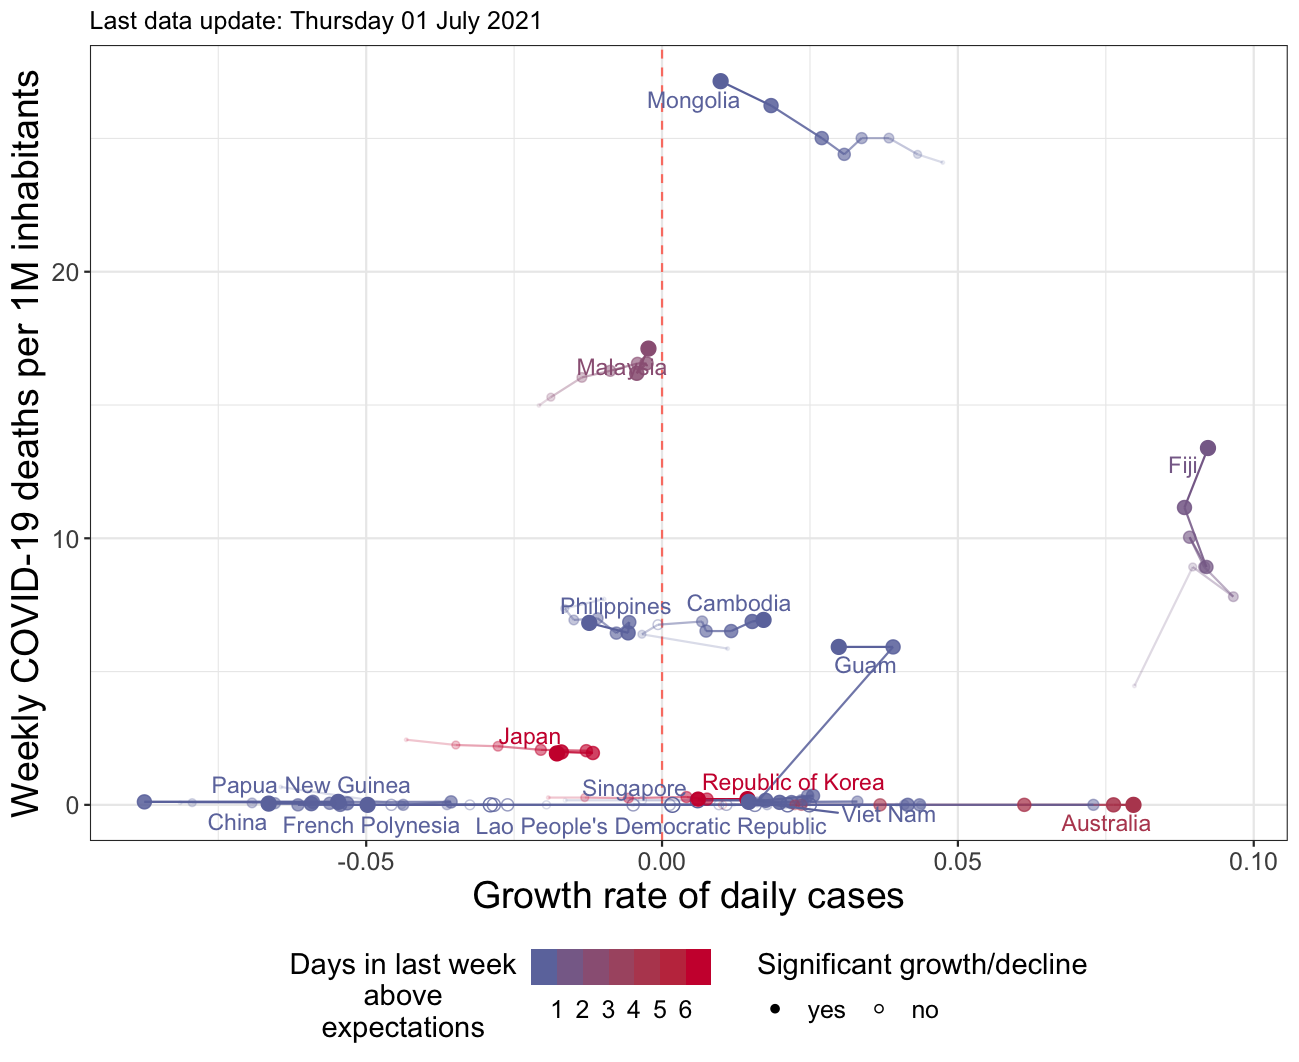 Last data update: Thursday 01 July 2021
Weekly COVID-19 deaths per 1M inhabitants
20
10
0
Mongolia
Malaysia
Fiji
Philippines
Cambodia
Guam
Japan
Papua New Guinea
Singapore
Republic of Korea
China
French Polynesia
Lao People's Democratic Republic
Viet Nam
Australia
-0.05
0.00
0.05
0.10
Growth rate of daily cases
Days in last week
above
expectations
1 2 3 4 5 6
Significant growth/decline
yes
no